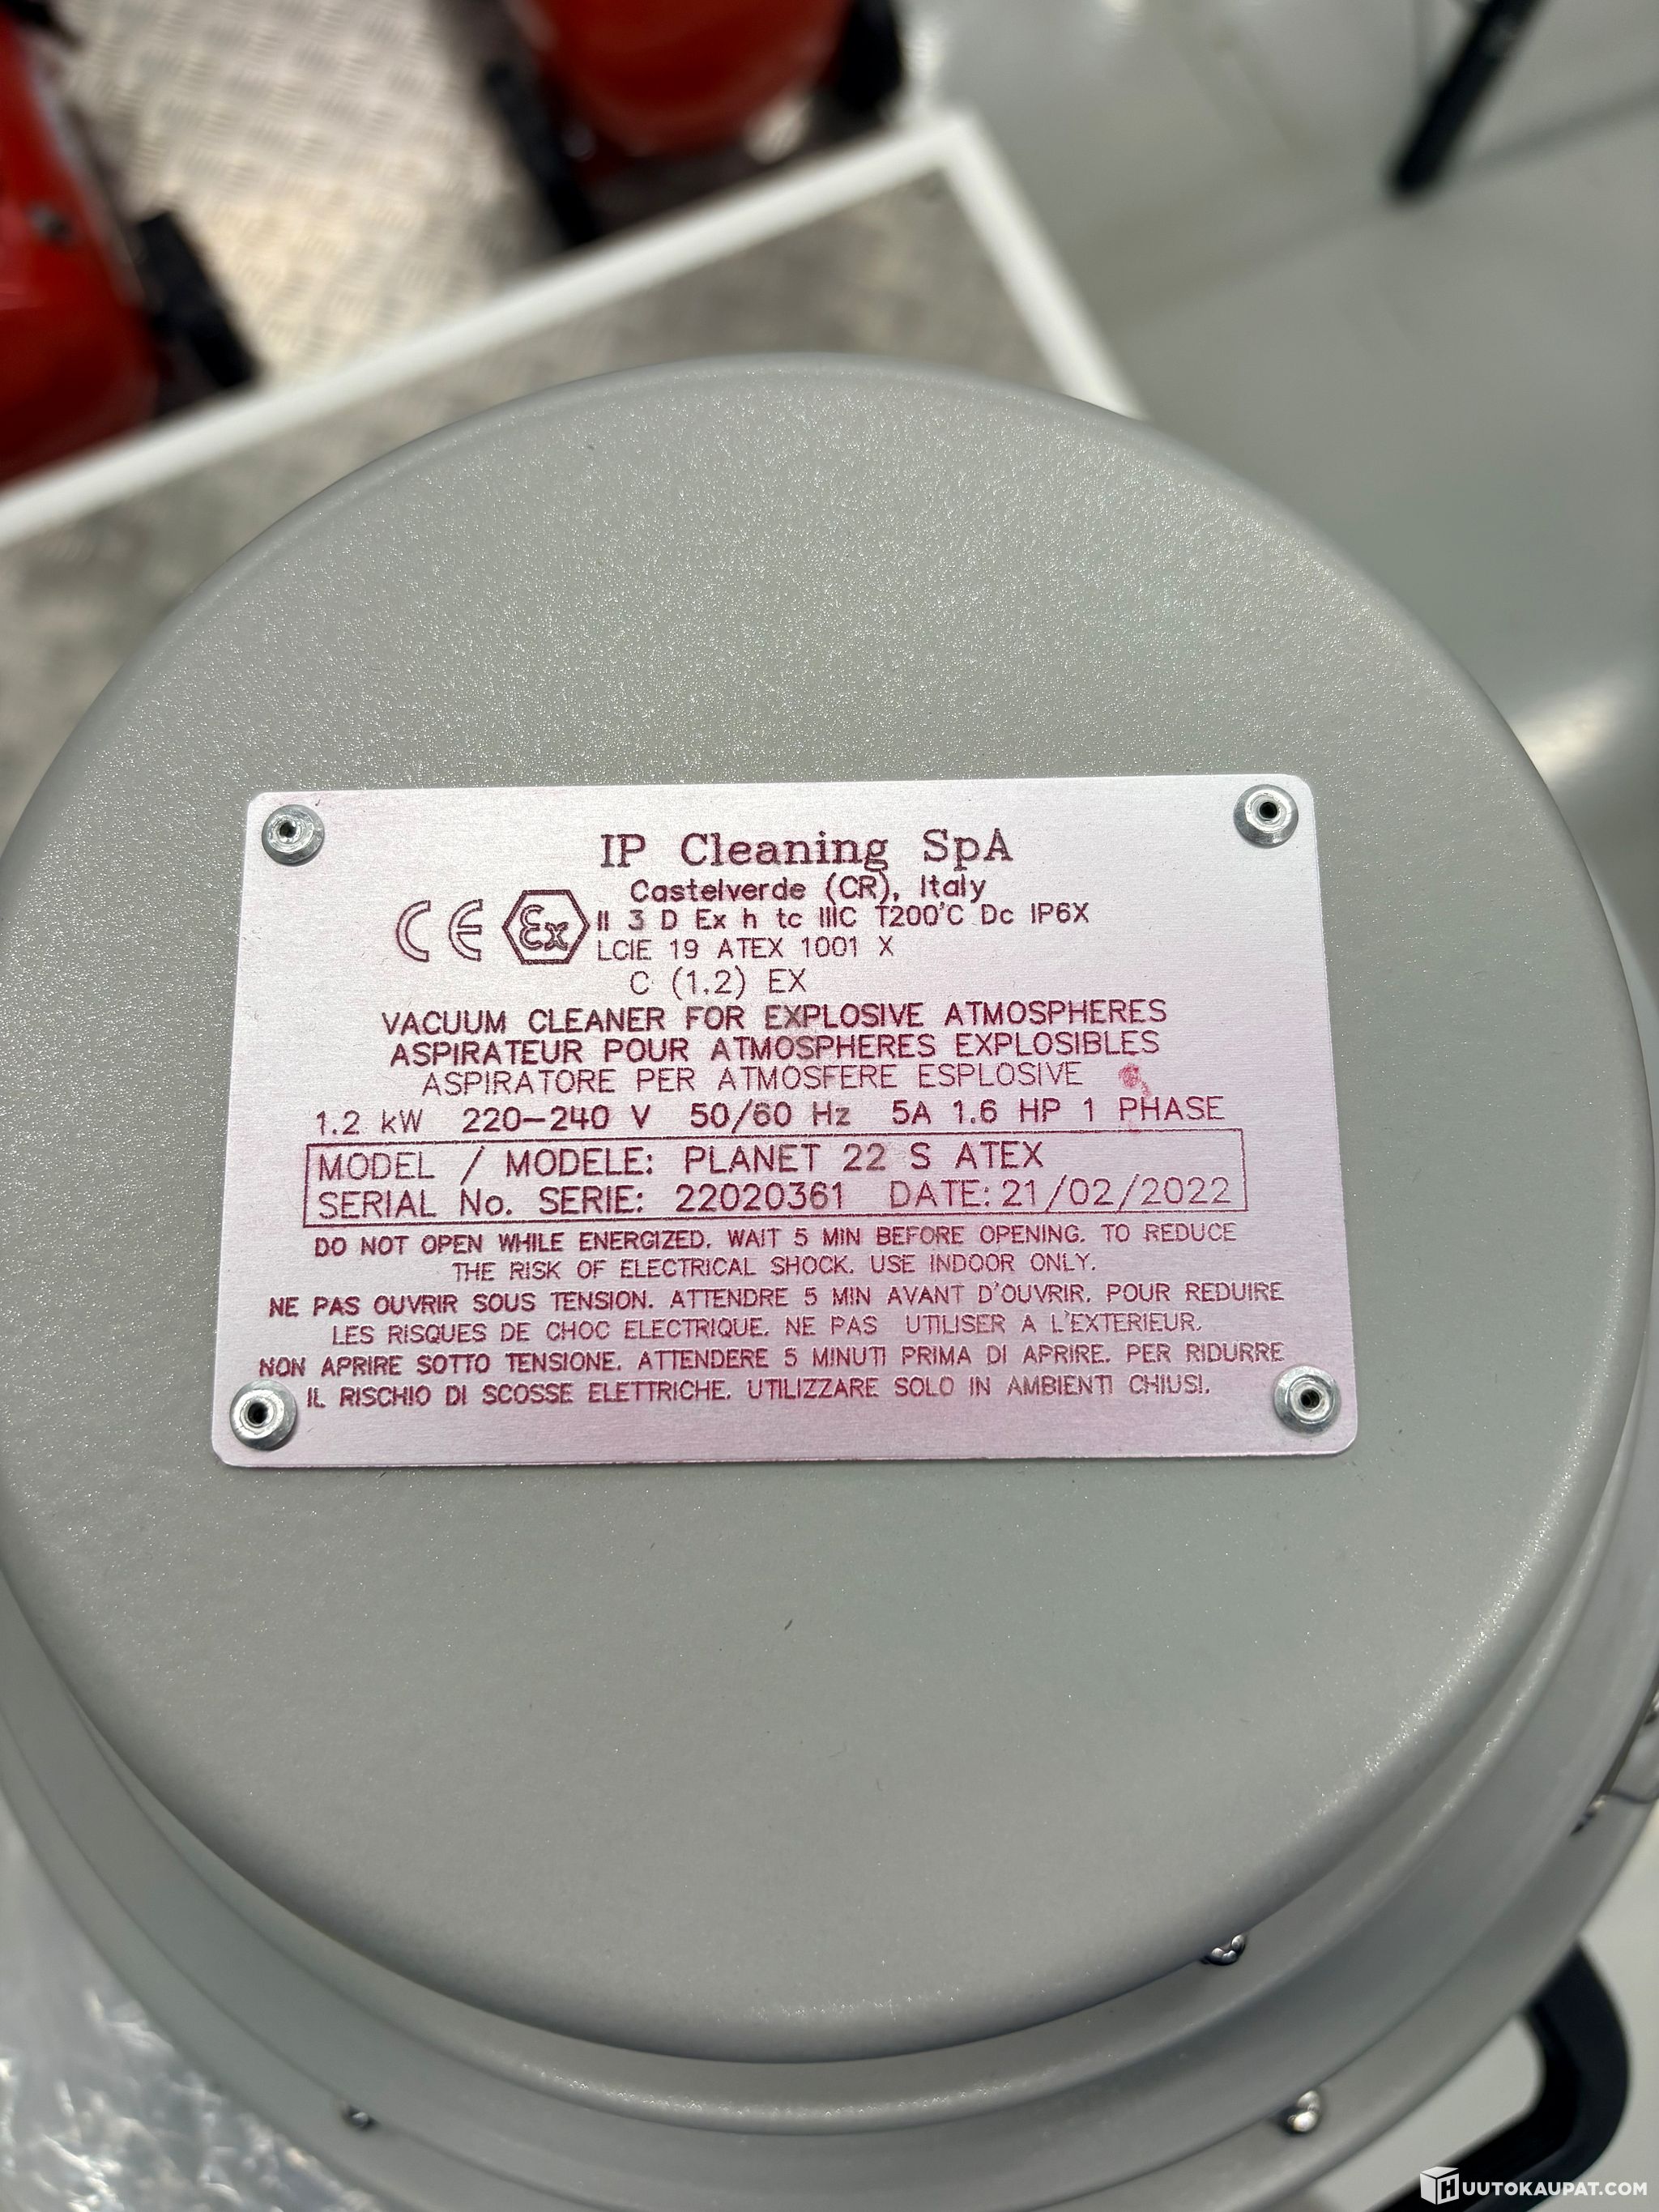 IP Cleaning SpA
Castelverde (CR), Italy
CE Ex II 3 D Ex h tc IIIC T200'C Dc IP6X
LCIE 19 ATEX 1001 X
C (1.2) EX
VACUUM CLEANER FOR EXPLOSIVE ATMOSPHERES
ASPIRATEUR POUR ATMOSPHERES EXPLOSIBLES
ASPIRATORE PER ATMOSFERE ESPLOSIVE
1.2 kW 220-240 V 50/60 Hz 5A 1.6 HP 1 PHASE
MODEL / MODELE: PLANET 22 S ATEX
SERIAL No. SERIE: 22020361 DATE: 21/02/2022
DO NOT OPEN WHILE ENERGIZED. WAIT 5 MIN BEFORE OPENING. TO REDUCE
THE RISK OF ELECTRICAL SHOCK. USE INDOOR ONLY.
NE PAS OUVRIR SOUS TENSION. ATTENDRE 5 MIN AVANT D'OUVRIR. POUR REDUIRE
LES RISQUES DE CHOC ELECTRIQUE. NE PAS UTILISER A L'EXTERIEUR.
NON APRIRE SOTTO TENSIONE. ATTENDERE 5 MINUTI PRIMA DI APRIRE. PER RIDURRE
IL RISCHIO DI SCOSSE ELETTRICHE. UTILIZZARE SOLO IN AMBIENTI CHIUSI.
HUUTOKAUPAT.COM